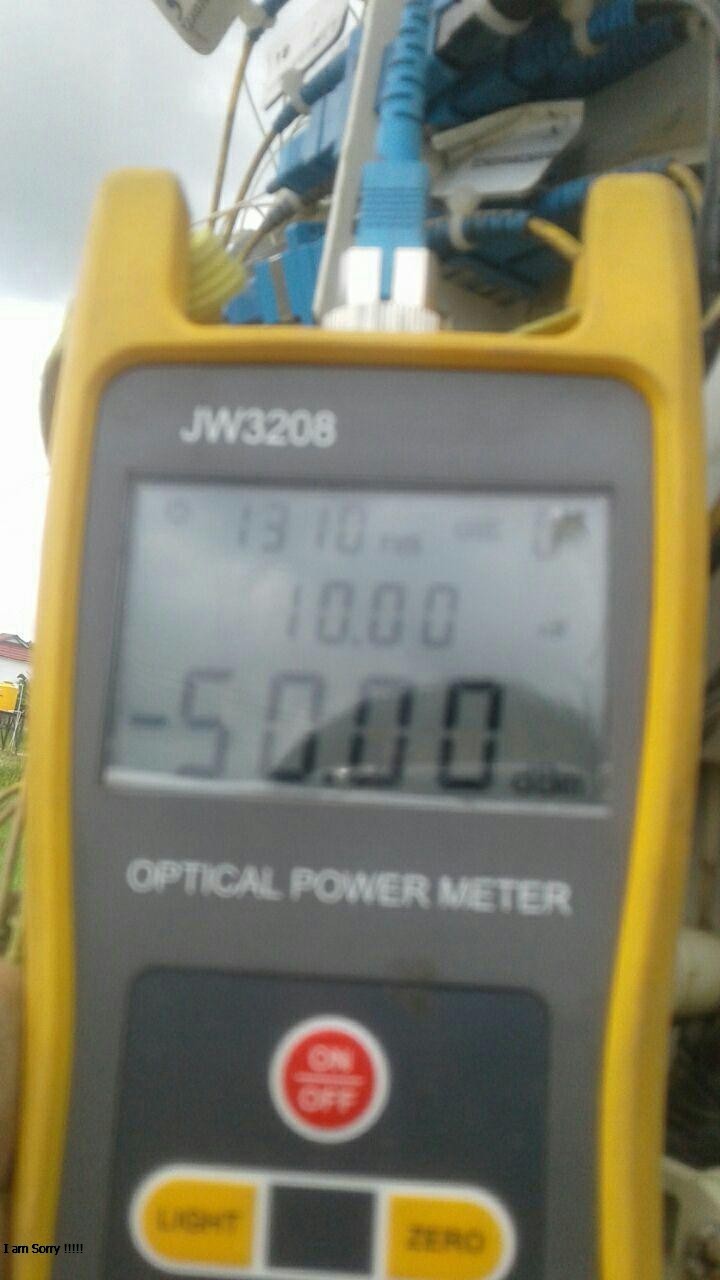 JW3208
1310 nm
10.00
-50.00 dBm
OPTICAL POWER METER
ON
OFF
LIGHT
ZERO
I am Sorry !!!!!